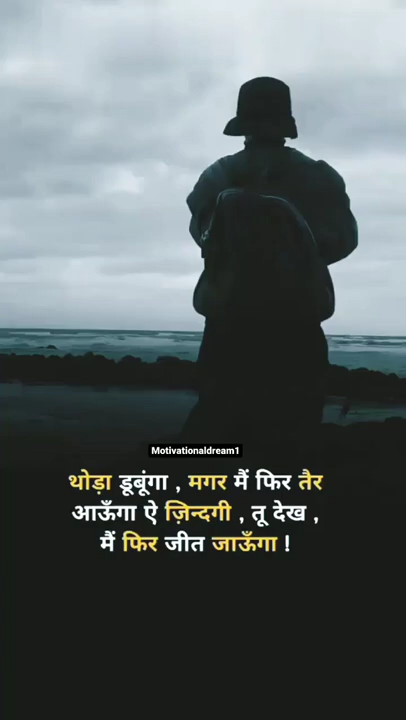 Motivationaldream1
थोड़ा डूबूंगा , मगर मैं फिर तैर
आऊँगा ऐ ज़िन्दगी , तू देख ,
मैं फिर जीत जाऊँगा !